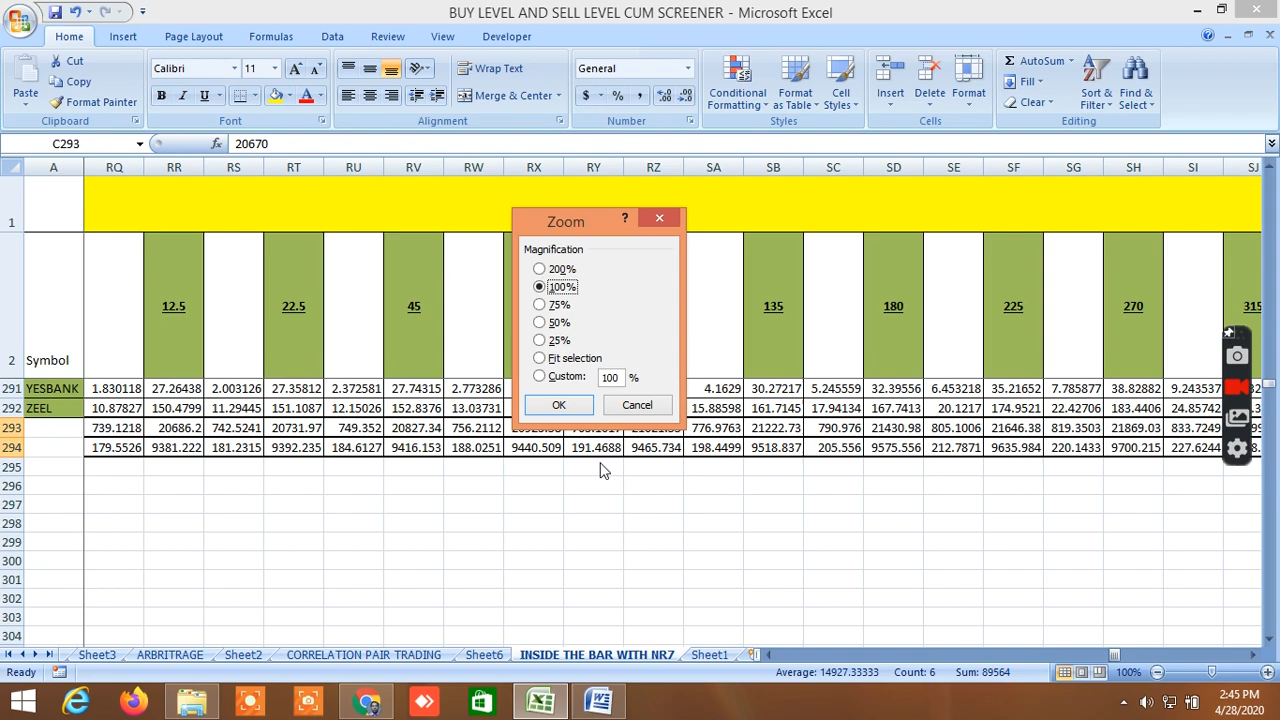 BUY LEVEL AND SELL LEVEL CUM SCREENER - Microsoft Excel
Home Insert Page Layout Formulas Data Review View Developer
Cut
Copy
Format Painter
Paste
Clipboard
Calibri 11
B I U
Font
Wrap Text
Merge & Center
Alignment
General
$ % ,
Number
Conditional Formatting
Format as Table
Cell Styles
Styles
Insert Delete Format
Cells
Σ AutoSum
Fill
Clear
Sort & Filter
Find & Select
Editing
C293 fx 20670
A RQ RR RS RT RU RV RW RX RY RZ SA SB SC SD SE SF SG SH SI SJ
1
2 Symbol 12.5 22.5 45 135 180 225 270 315
291 YESBANK 1.830118 27.26438 2.003126 27.35812 2.372581 27.74315 2.773286 4.1629 30.27217 5.245559 32.39556 6.453218 35.21652 7.785877 38.82882 9.243537
292 ZEEL 10.87827 150.4799 11.29445 151.1087 12.15026 152.8376 13.03731 15.88598 161.7145 17.94134 167.7413 20.1217 174.9521 22.42706 183.4406 24.85742
293 739.1218 20686.2 742.5241 20731.97 749.352 20827.34 756.2112 776.9763 21222.73 790.976 21430.98 805.1006 21646.38 819.3503 21869.03 833.7249
294 179.5526 9381.222 181.2315 9392.235 184.6127 9416.153 188.0251 9440.509 191.4688 9465.734 198.4499 9518.837 205.556 9575.556 212.7871 9635.984 220.1433 9700.215 227.6244
295
296
297
298
299
300
301
302
303
304
Zoom ?
Magnification
200%
100%
75%
50%
25%
Fit selection
Custom: 100 %
OK Cancel
Sheet3 ARBRITRAGE Sheet2 CORRELATION PAIR TRADING Sheet6 INSIDE THE BAR WITH NR7 Sheet1
Ready Average: 14927.33333 Count: 6 Sum: 89564 100%
2:45 PM
4/28/2020